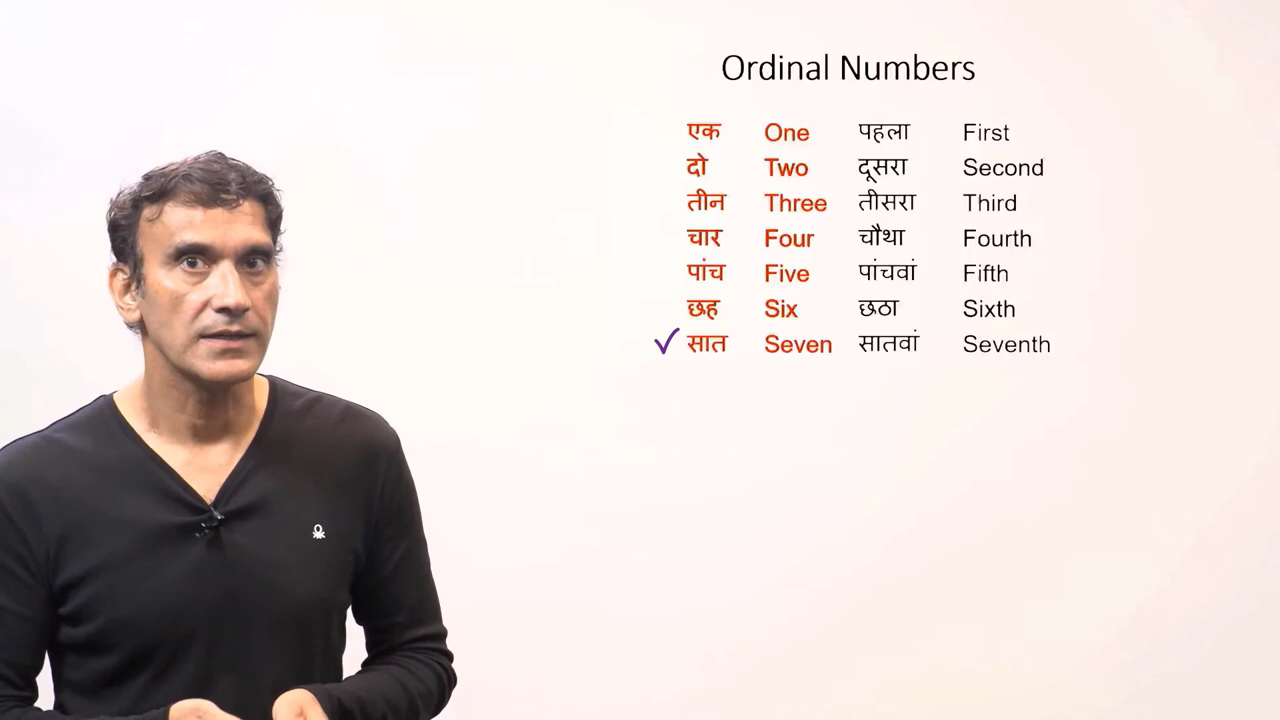 Ordinal Numbers
एक One पहला First
दो Two दूसरा Second
तीन Three तीसरा Third
चार Four चौथा Fourth
पांच Five पांचवां Fifth
छह Six छठा Sixth
सात Seven सातवां Seventh